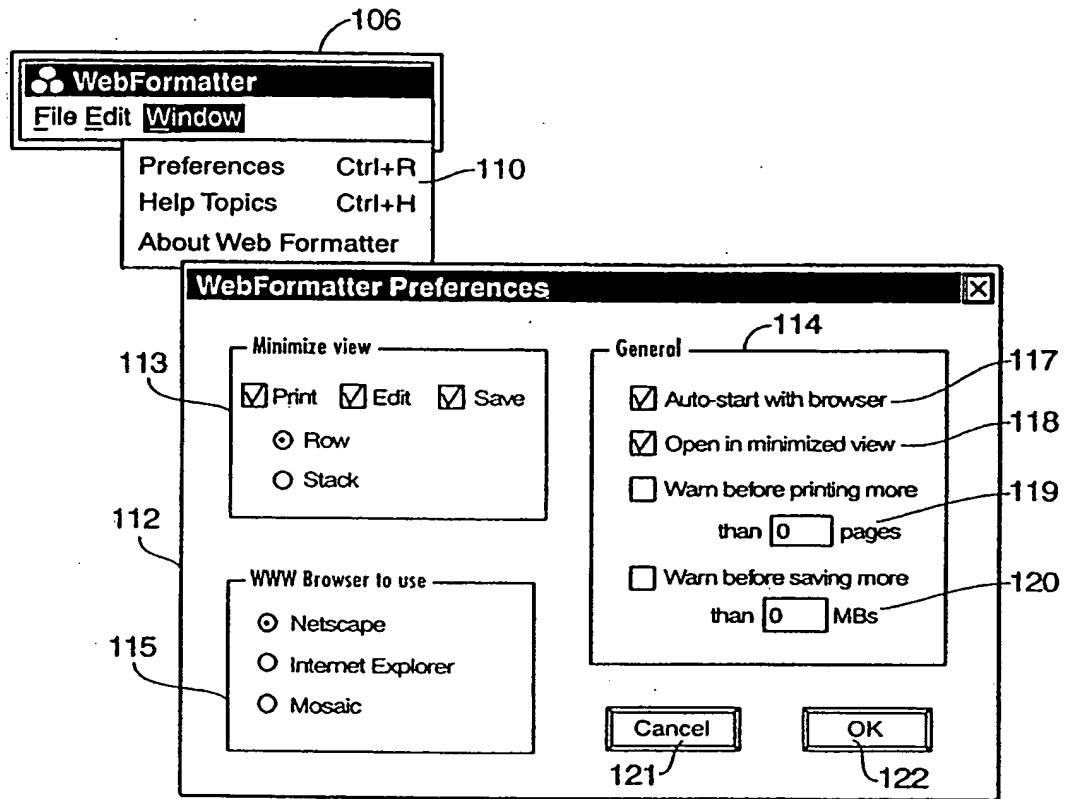 106
WebFormatter
File Edit Window
Preferences Ctrl+R
110
Help Topics Ctrl+H
About Web Formatter
WebFormatter Preferences
112
113
Minimize view
Print Edit Save
Row
Stack
115
WWW Browser to use
Netscape
Internet Explorer
Mosaic
114
General
Auto-start with browser
117
Open in minimized view
118
Warn before printing more
than 0 pages
119
Warn before saving more
than 0 MBs
120
Cancel
121
OK
122